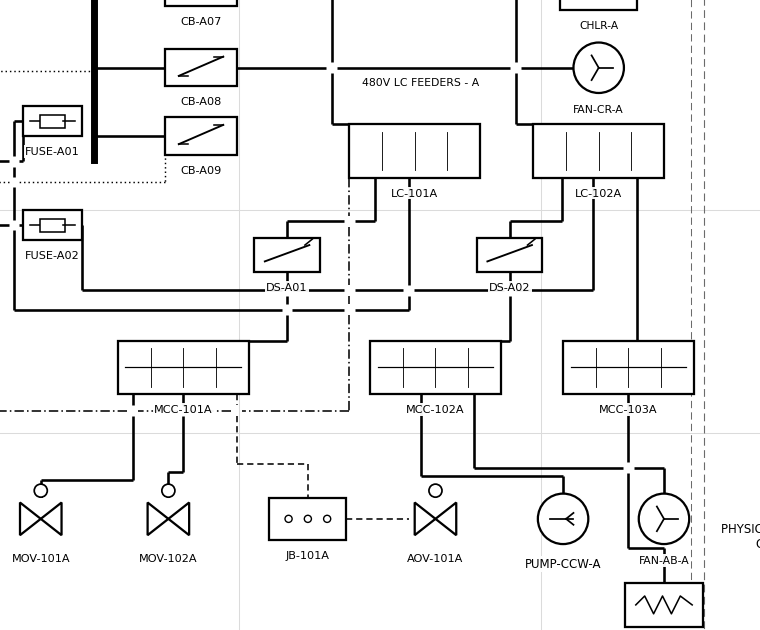 CB-A07
CHLR-A
480V LC FEEDERS - A
CB-A08
FAN-CR-A
FUSE-A01
CB-A09
LC-101A
LC-102A
FUSE-A02
DS-A01
DS-A02
MCC-101A
MCC-102A
MCC-103A
PHYSIC
MOV-101A
MOV-102A
JB-101A
AOV-101A
PUMP-CCW-A
FAN-AB-A